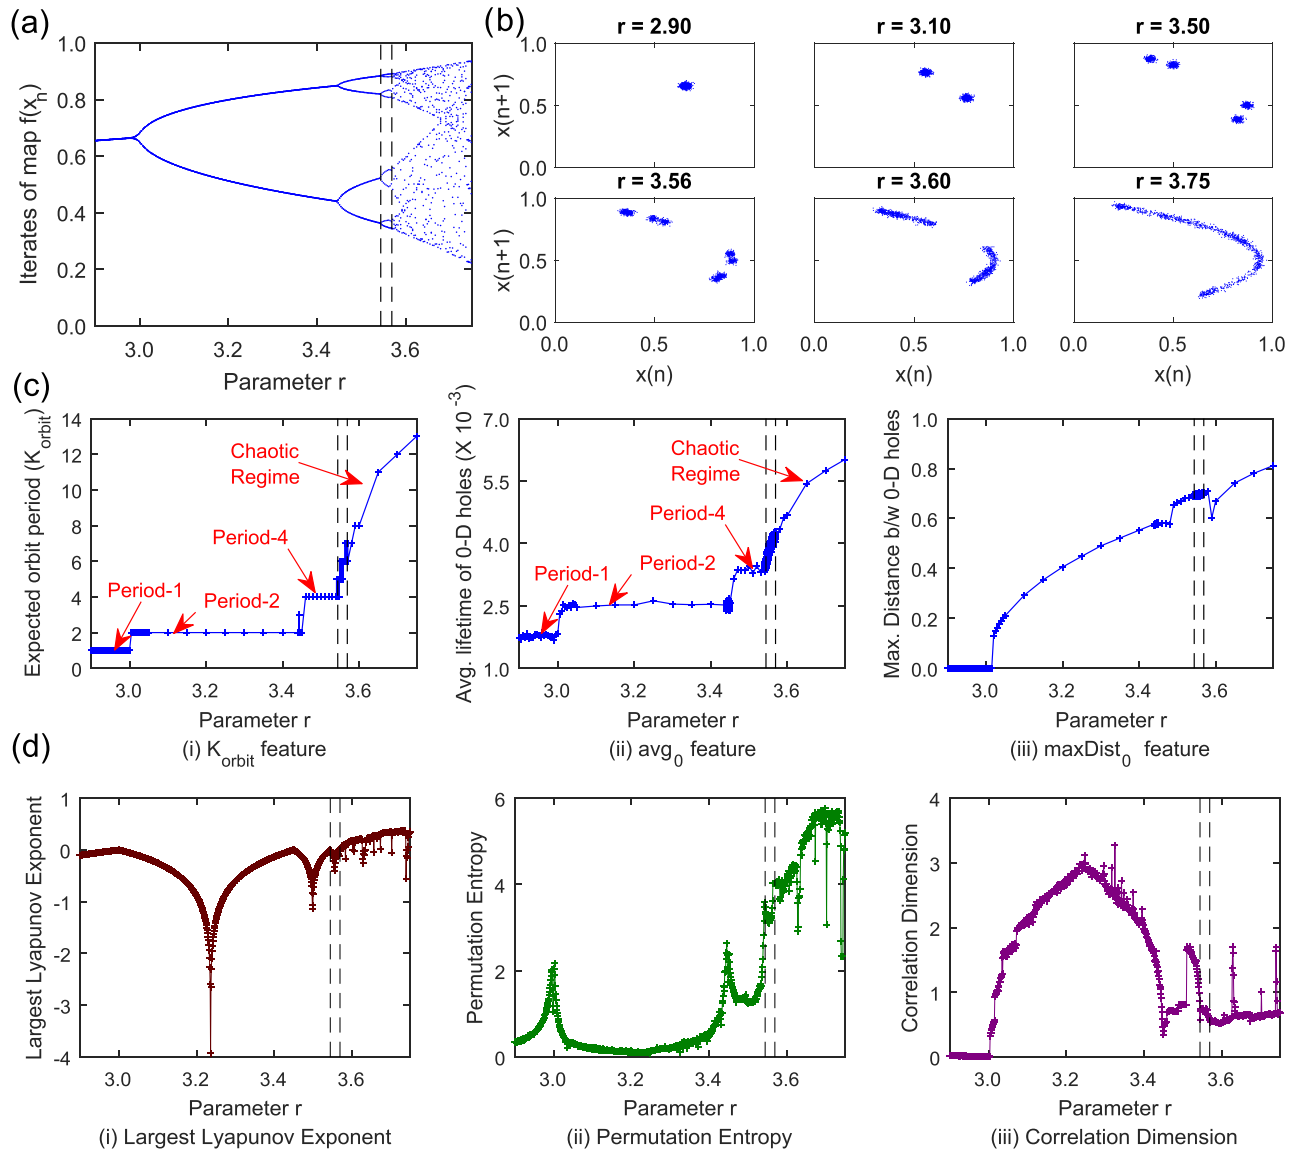 (a)
Iterates of map f(x_n)
1.0
0.8
0.6
0.4
0.2
0.0
3.0 3.2 3.4 3.6
Parameter r
(b)
r = 2.90
r = 3.10
r = 3.50
x(n+1)
1.0
0.5
0.0
r = 3.56
r = 3.60
r = 3.75
x(n+1)
1.0
0.5
0.0
0.0 0.5 1.0
0.0 0.5 1.0
0.0 0.5 1.0
x(n)
x(n)
x(n)
(c)
Expected orbit period (K_orbit)
14
12
10
8
6
4
2
0
Chaotic
Regime
Period-4
Period-1
Period-2
3.0 3.2 3.4 3.6
Parameter r
(i) K_orbit feature
Avg. lifetime of 0-D holes (X 10^-3)
7.0
5.5
4.0
2.5
1.0
Chaotic
Regime
Period-4
Period-1
Period-2
3.0 3.2 3.4 3.6
Parameter r
(ii) avg_0 feature
Max. Distance b/w 0-D holes
1.0
0.8
0.6
0.4
0.2
0.0
3.0 3.2 3.4 3.6
Parameter r
(iii) maxDist_0 feature
(d)
Largest Lyapunov Exponent
1
0
-1
-2
-3
-4
3.0 3.2 3.4 3.6
Parameter r
(i) Largest Lyapunov Exponent
Permutation Entropy
6
4
2
0
3.0 3.2 3.4 3.6
Parameter r
(ii) Permutation Entropy
Correlation Dimension
4
3
2
1
0
3.0 3.2 3.4 3.6
Parameter r
(iii) Correlation Dimension